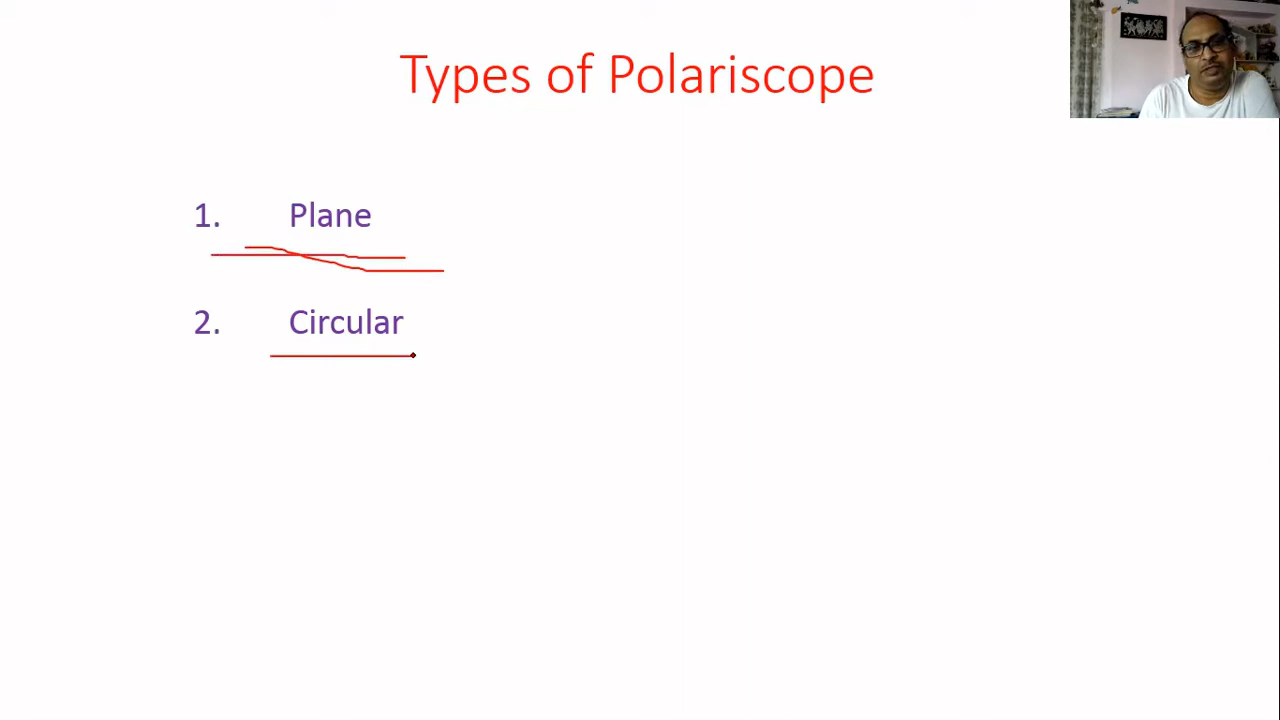 Types of Polariscope
1. Plane
2. Circular